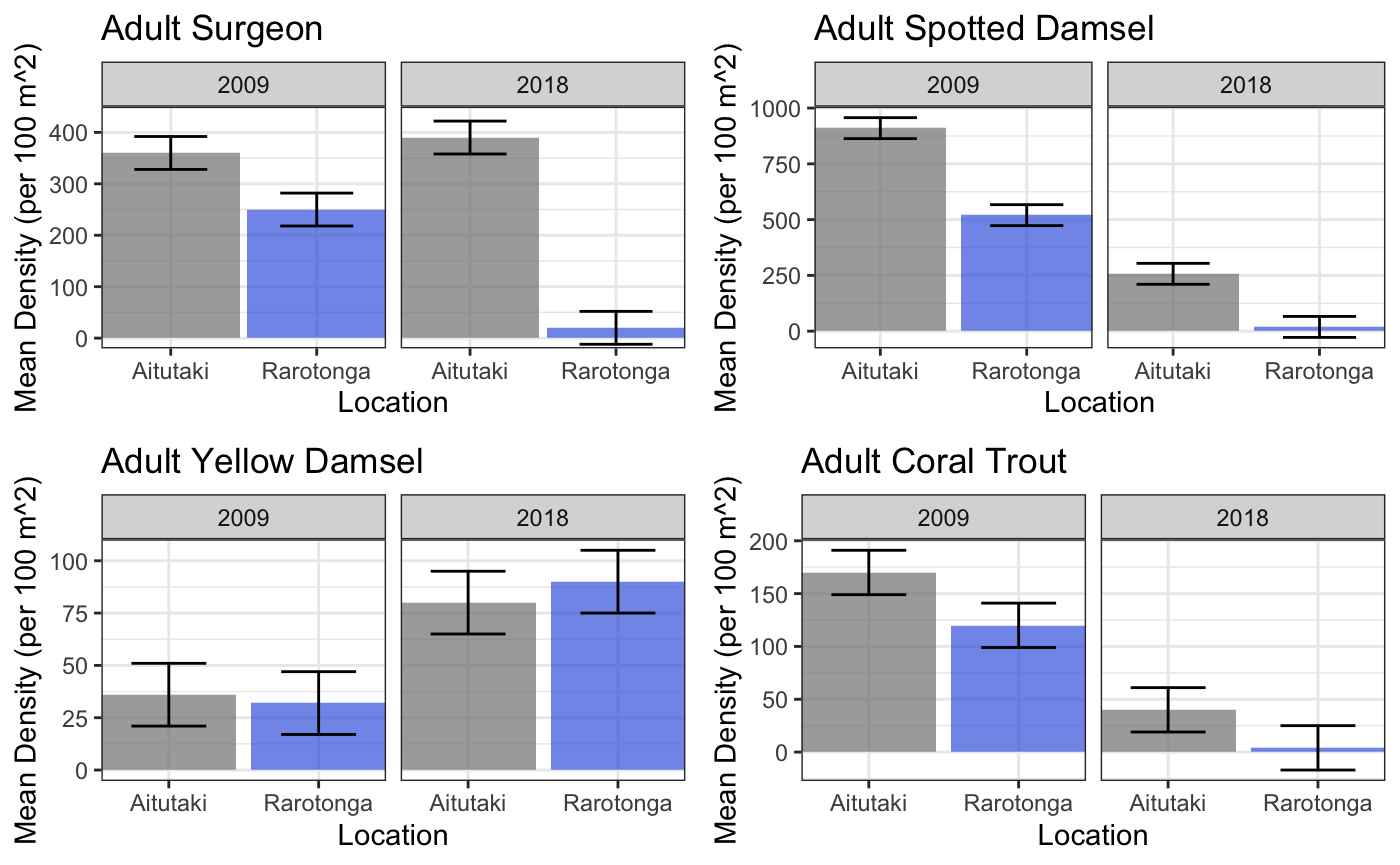 Adult Surgeon
Mean Density (per 100 m^2)
2009
2018
400
300
200
100
0
Aitutaki
Rarotonga
Aitutaki
Rarotonga
Location
Adult Spotted Damsel
Mean Density (per 100 m^2)
2009
2018
1000
750
500
250
0
Aitutaki
Rarotonga
Aitutaki
Rarotonga
Location
Adult Yellow Damsel
Mean Density (per 100 m^2)
2009
2018
100
75
50
25
0
Aitutaki
Rarotonga
Aitutaki
Rarotonga
Location
Adult Coral Trout
Mean Density (per 100 m^2)
2009
2018
200
150
100
50
0
Aitutaki
Rarotonga
Aitutaki
Rarotonga
Location